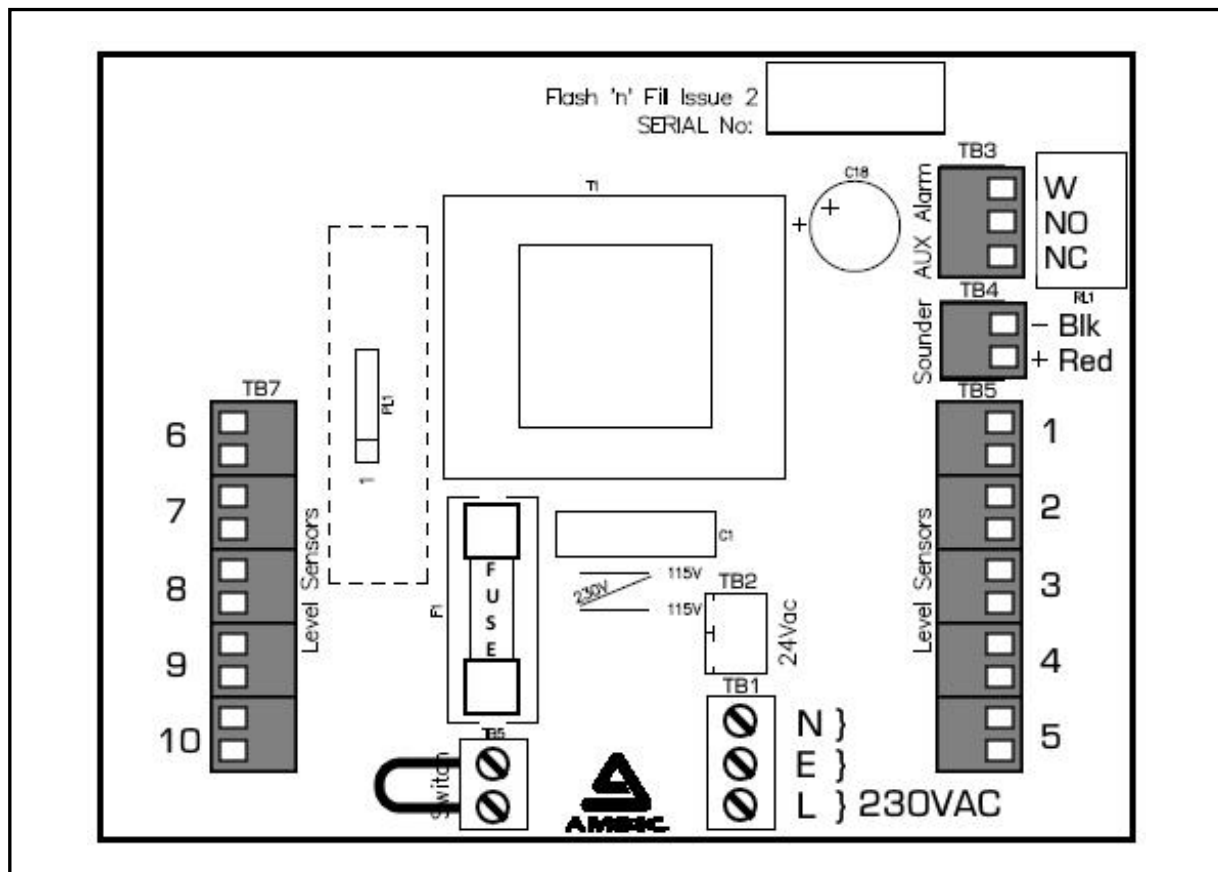 Flash 'n' Fill Issue 2
SERIAL No:
TB3
AUX Alarm
W
NO
NC
RL1
T1
C18
+
+
TB4
Sounder
- Blk
+ Red
TB7
6
7
8
9
10
Level Sensors
PL1
1
TB5
1
2
3
4
5
Level Sensors
F1
FUSE
C1
230V
115V
115V
TB2
24Vac
TB1
N }
E }
L } 230VAC
TB5
Switch
AMBIC